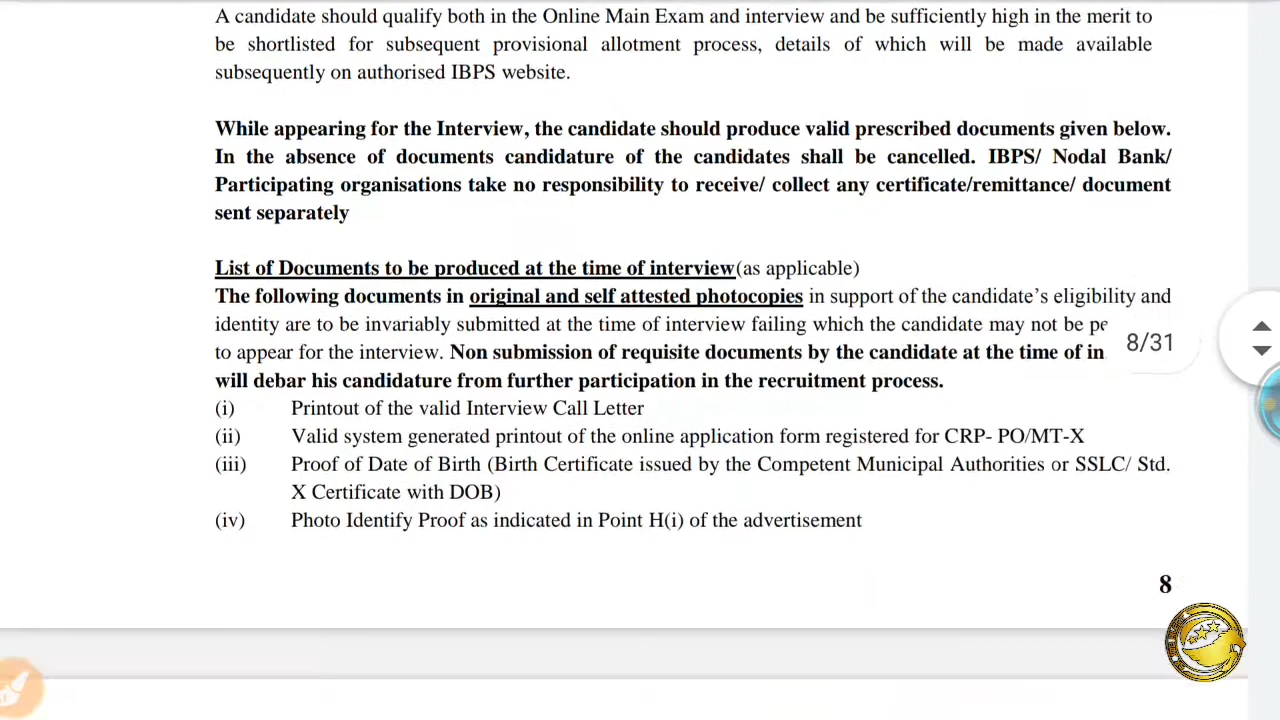 A candidate should qualify both in the Online Main Exam and interview and be sufficiently high in the merit to
be shortlisted for subsequent provisional allotment process, details of which will be made available
subsequently on authorised IBPS website.
While appearing for the Interview, the candidate should produce valid prescribed documents given below.
In the absence of documents candidature of the candidates shall be cancelled. IBPS/ Nodal Bank/
Participating organisations take no responsibility to receive/ collect any certificate/remittance/ document
sent separately
List of Documents to be produced at the time of interview(as applicable)
The following documents in original and self attested photocopies in support of the candidate's eligibility and
identity are to be invariably submitted at the time of interview failing which the candidate may not be pe
to appear for the interview. Non submission of requisite documents by the candidate at the time of in
8/31
will debar his candidature from further participation in the recruitment process.
(i) Printout of the valid Interview Call Letter
(ii) Valid system generated printout of the online application form registered for CRP- PO/MT-X
(iii) Proof of Date of Birth (Birth Certificate issued by the Competent Municipal Authorities or SSLC/ Std.
X Certificate with DOB)
(iv) Photo Identify Proof as indicated in Point H(i) of the advertisement
8